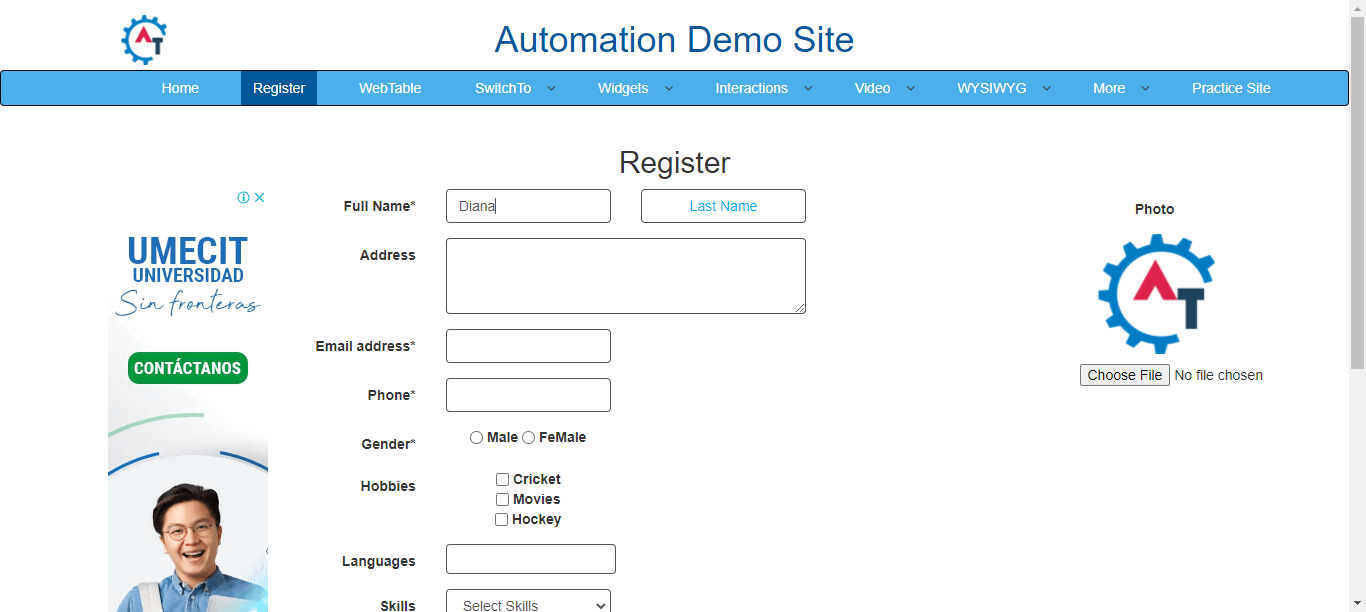 AT
Automation Demo Site
Home Register WebTable SwitchTo Widgets Interactions Video WYSIWYG More Practice Site
Register
Full Name* Diana Last Name
Photo
AT
Address
Email address*
Choose File No file chosen
Phone*
Gender* Male FeMale
Hobbies Cricket
Movies
Hockey
Languages
Skills Select Skills
UMECIT
UNIVERSIDAD
Sin fronteras
CONTÁCTANOS